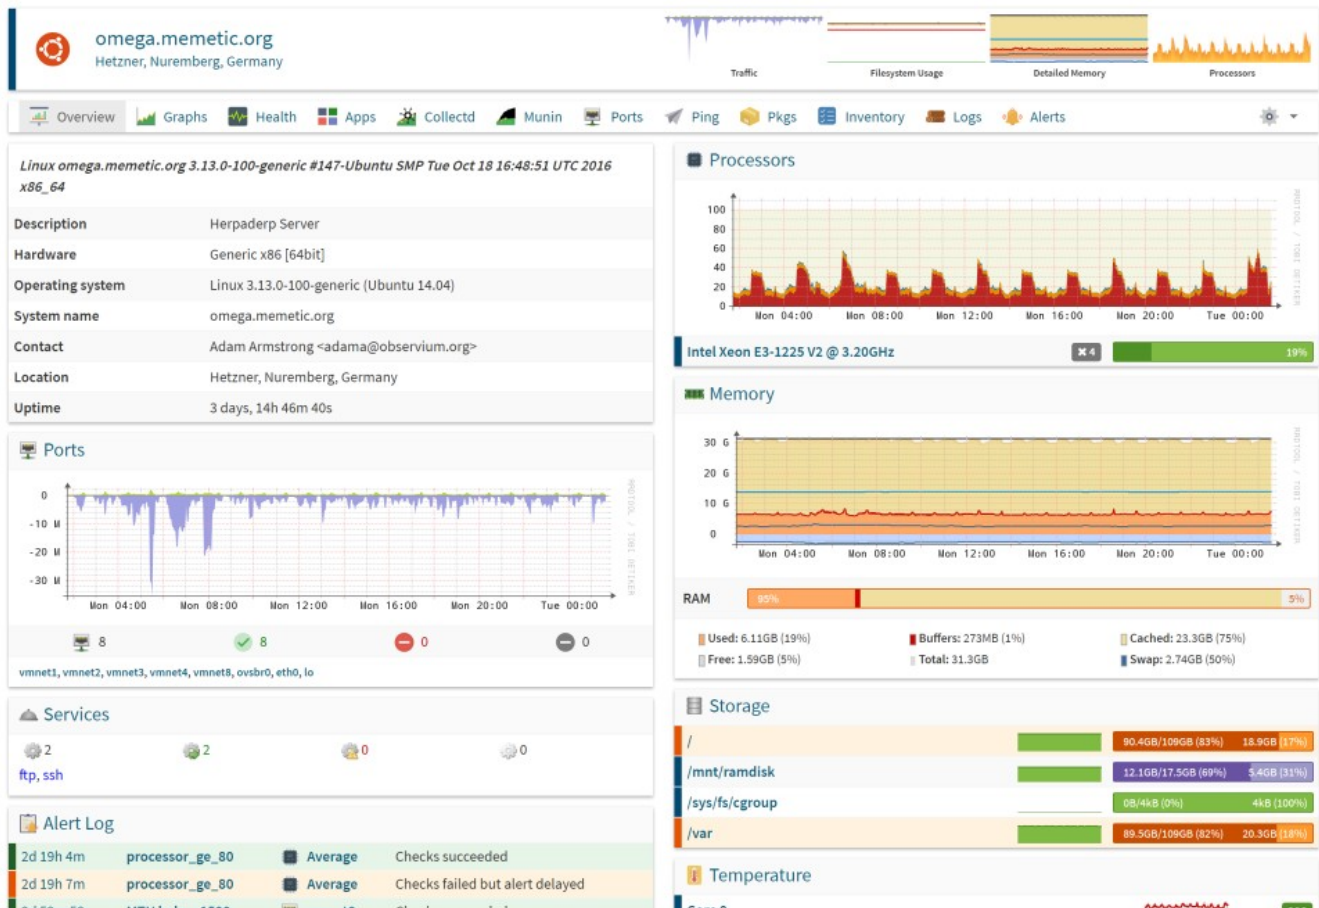 omega.memetic.org
Hetzner, Nuremberg, Germany
Traffic Filesystem Usage Detailed Memory Processors
Overview Graphs Health Apps Collectd Munin Ports Ping Pkgs Inventory Logs Alerts
Linux omega.memetic.org 3.13.0-100-generic #147-Ubuntu SMP Tue Oct 18 16:48:51 UTC 2016
x86_64
Description Herpaderp Server
Hardware Generic x86 [64bit]
Operating system Linux 3.13.0-100-generic (Ubuntu 14.04)
System name omega.memetic.org
Contact Adam Armstrong <adama@observium.org>
Location Hetzner, Nuremberg, Germany
Uptime 3 days, 14h 46m 40s
Ports
0
-10 M
-20 M
-30 M
Mon 04:00 Mon 08:00 Mon 12:00 Mon 16:00 Mon 20:00 Tue 00:00
RRDTOOL / TOBI OETIKER
8 8 0 0
vmnet1, vmnet2, vmnet3, vmnet4, vmnet8, ovsbr0, eth0, lo
Services
2 2 0 0
ftp, ssh
Alert Log
2d 19h 4m processor_ge_80 Average Checks succeeded
2d 19h 7m processor_ge_80 Average Checks failed but alert delayed
Processors
100
80
60
40
20
0
Mon 04:00 Mon 08:00 Mon 12:00 Mon 16:00 Mon 20:00 Tue 00:00
RRDTOOL / TOBI OETIKER
Intel Xeon E3-1225 V2 @ 3.20GHz x 4 19%
Memory
30 G
20 G
10 G
0
Mon 04:00 Mon 08:00 Mon 12:00 Mon 16:00 Mon 20:00 Tue 00:00
RRDTOOL / TOBI OETIKER
RAM 95% 5%
Used: 6.11GB (19%) Buffers: 273MB (1%) Cached: 23.3GB (75%)
Free: 1.59GB (5%) Total: 31.3GB Swap: 2.74GB (50%)
Storage
/ 90.4GB/109GB (83%) 18.9GB (17%)
/mnt/ramdisk 12.1GB/17.5GB (69%) 5.4GB (31%)
/sys/fs/cgroup 0B/4kB (0%) 4kB (100%)
/var 89.5GB/109GB (82%) 20.3GB (18%)
Temperature